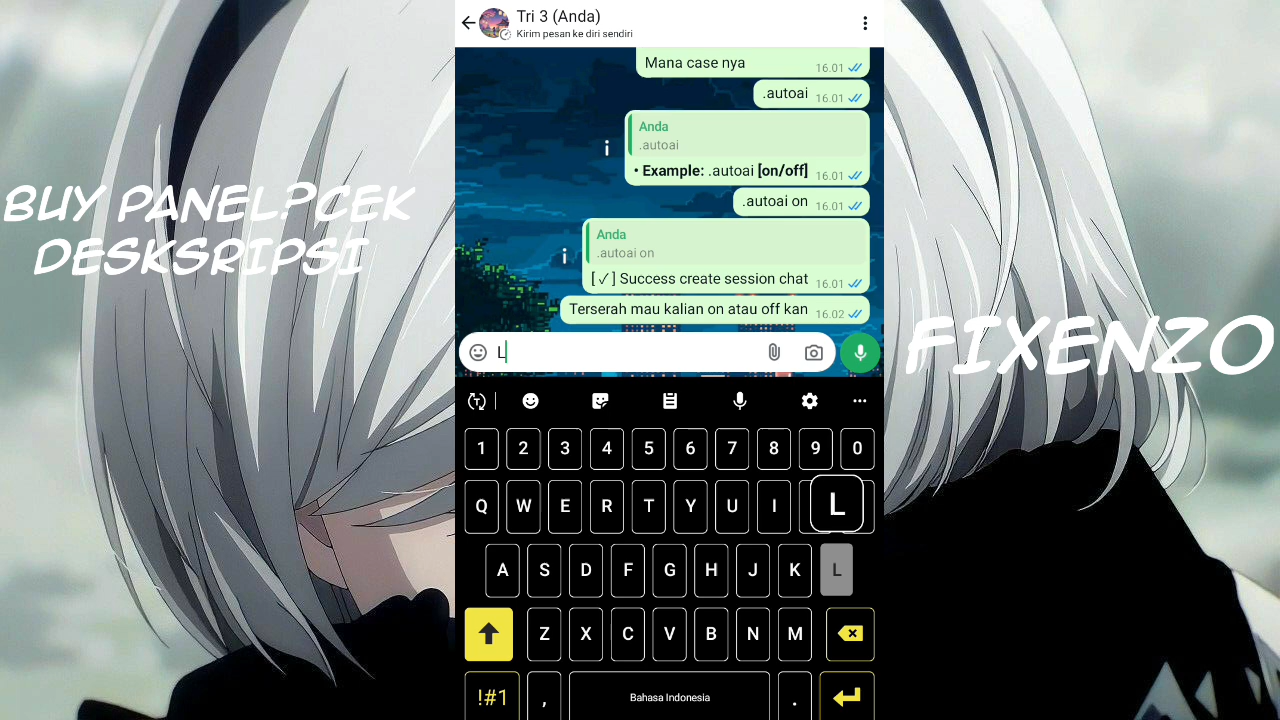 Tri 3 (Anda)
Kirim pesan ke diri sendiri
Mana case nya
16.01
.autoai
16.01
Anda
.autoai
• Example: .autoai [on/off]
16.01
.autoai on
16.01
Anda
.autoai on
[✓] Success create session chat
16.01
Terserah mau kalian on atau off kan
16.02
L
BUY PANEL?CEK
DESKSRIPSI
FIXENZO
1 2 3 4 5 6 7 8 9 0
Q W E R T Y U I L
A S D F G H J K L
Z X C V B N M
!#1 , Bahasa Indonesia .